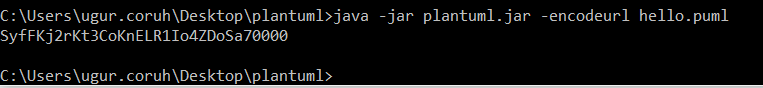 C:\Users\ugur.coruh\Desktop\plantuml>java -jar plantuml.jar -encodeurl hello.puml
SyfFKj2rKt3CoKnELR1Io4ZDoSa70000
C:\Users\ugur.coruh\Desktop\plantuml>